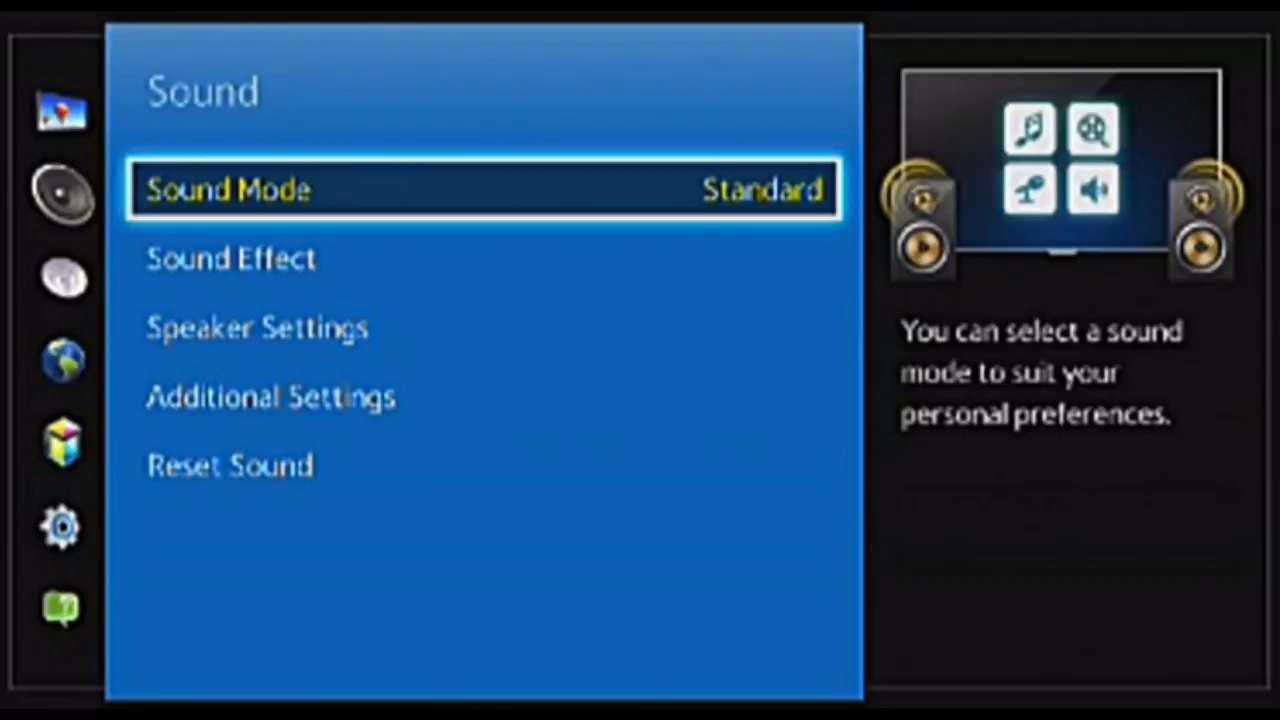 Sound
Sound Mode Standard
Sound Effect
Speaker Settings
Additional Settings
Reset Sound
You can select a sound
mode to suit your
personal preferences.